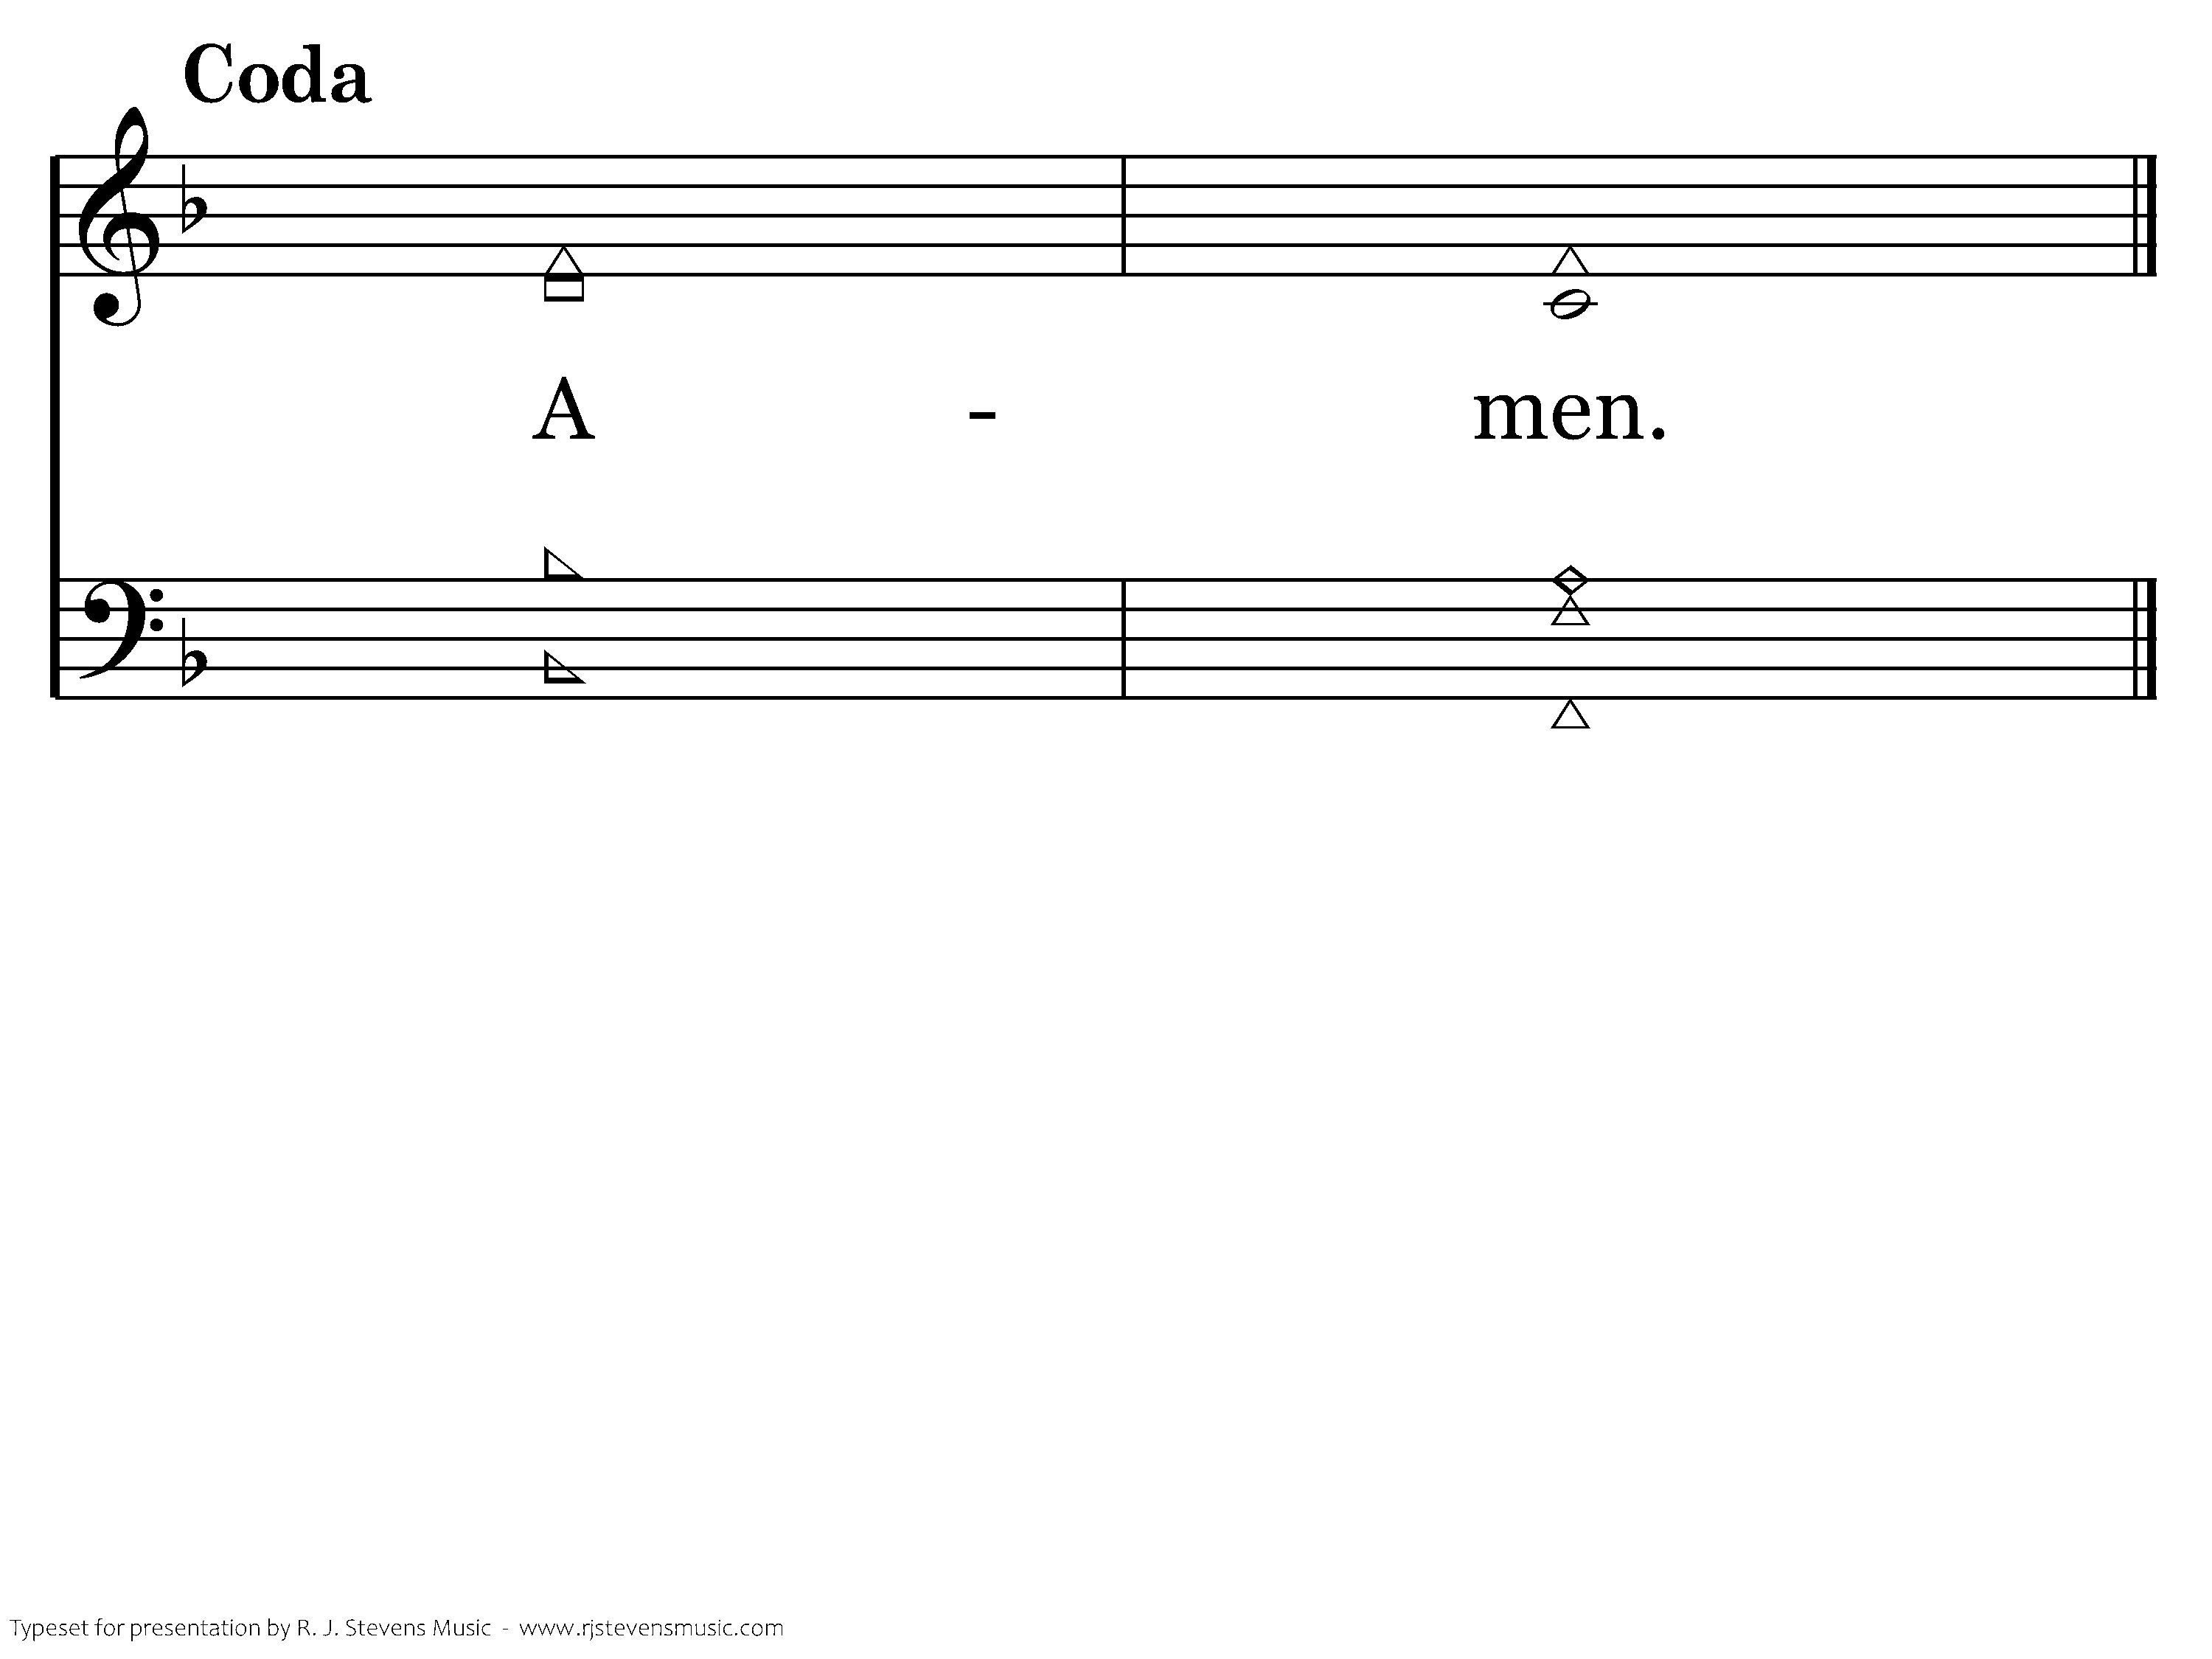 Coda
A - men.
Typeset for presentation by R. J. Stevens Music - www.rjstevensmusic.com